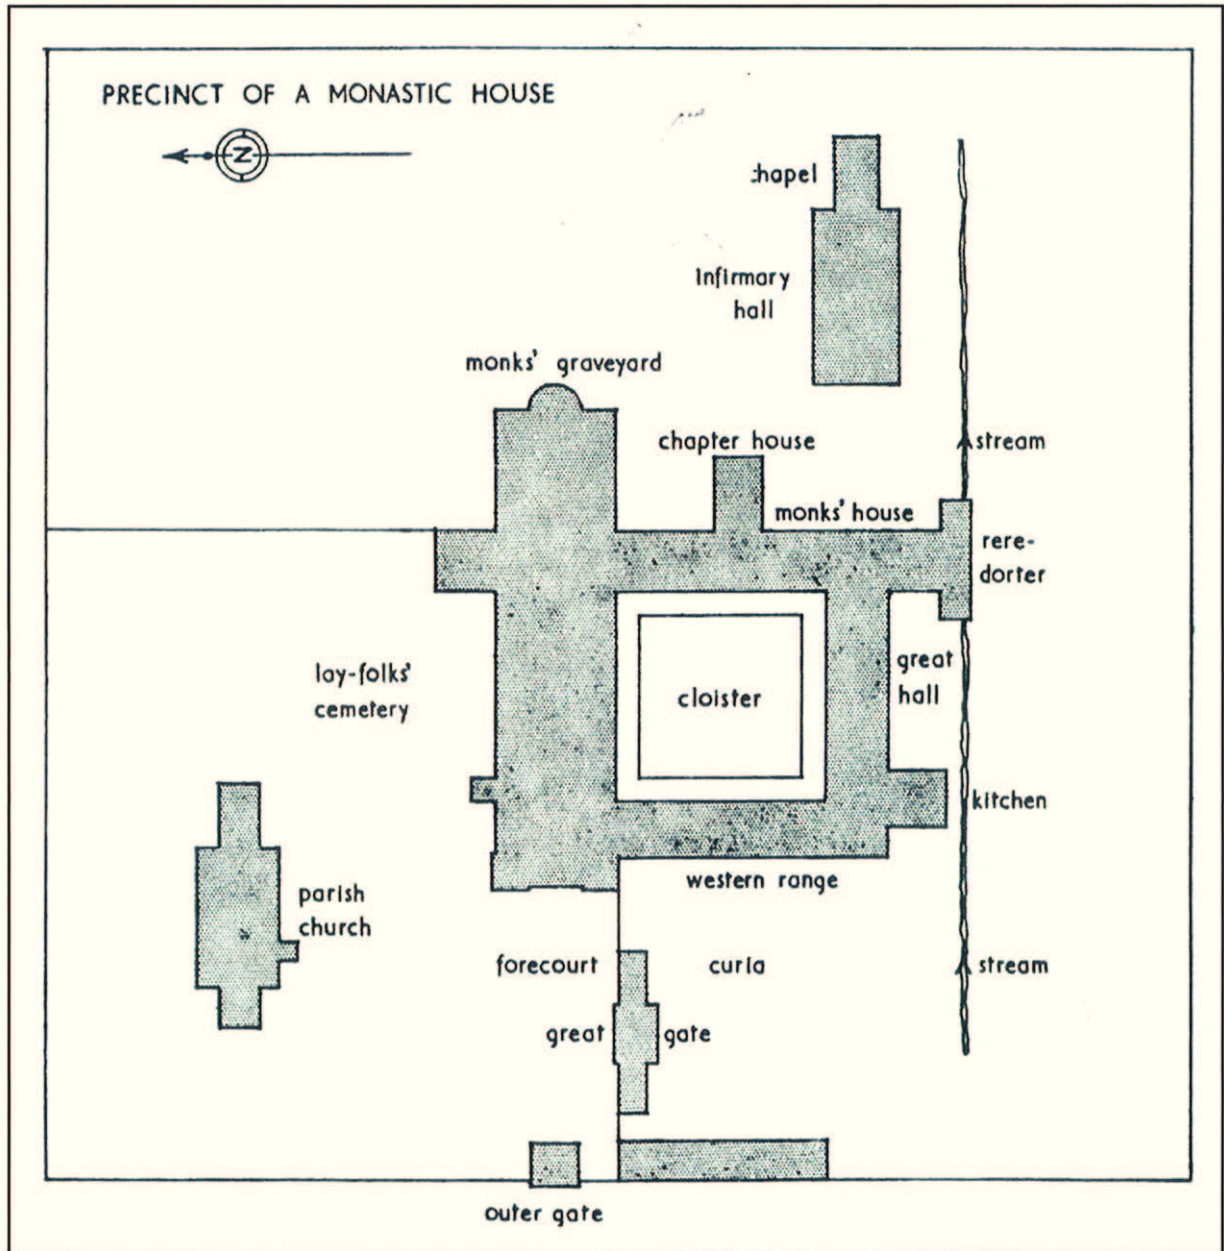 PRECINCT OF A MONASTIC HOUSE
N
chapel
Infirmary
hall
monks' graveyard
chapter house
stream
monks' house
rere-
dorter
great
hall
lay-folks'
cemetery
cloister
kitchen
western range
parish
church
forecourt
curia
stream
great gate
outer gate